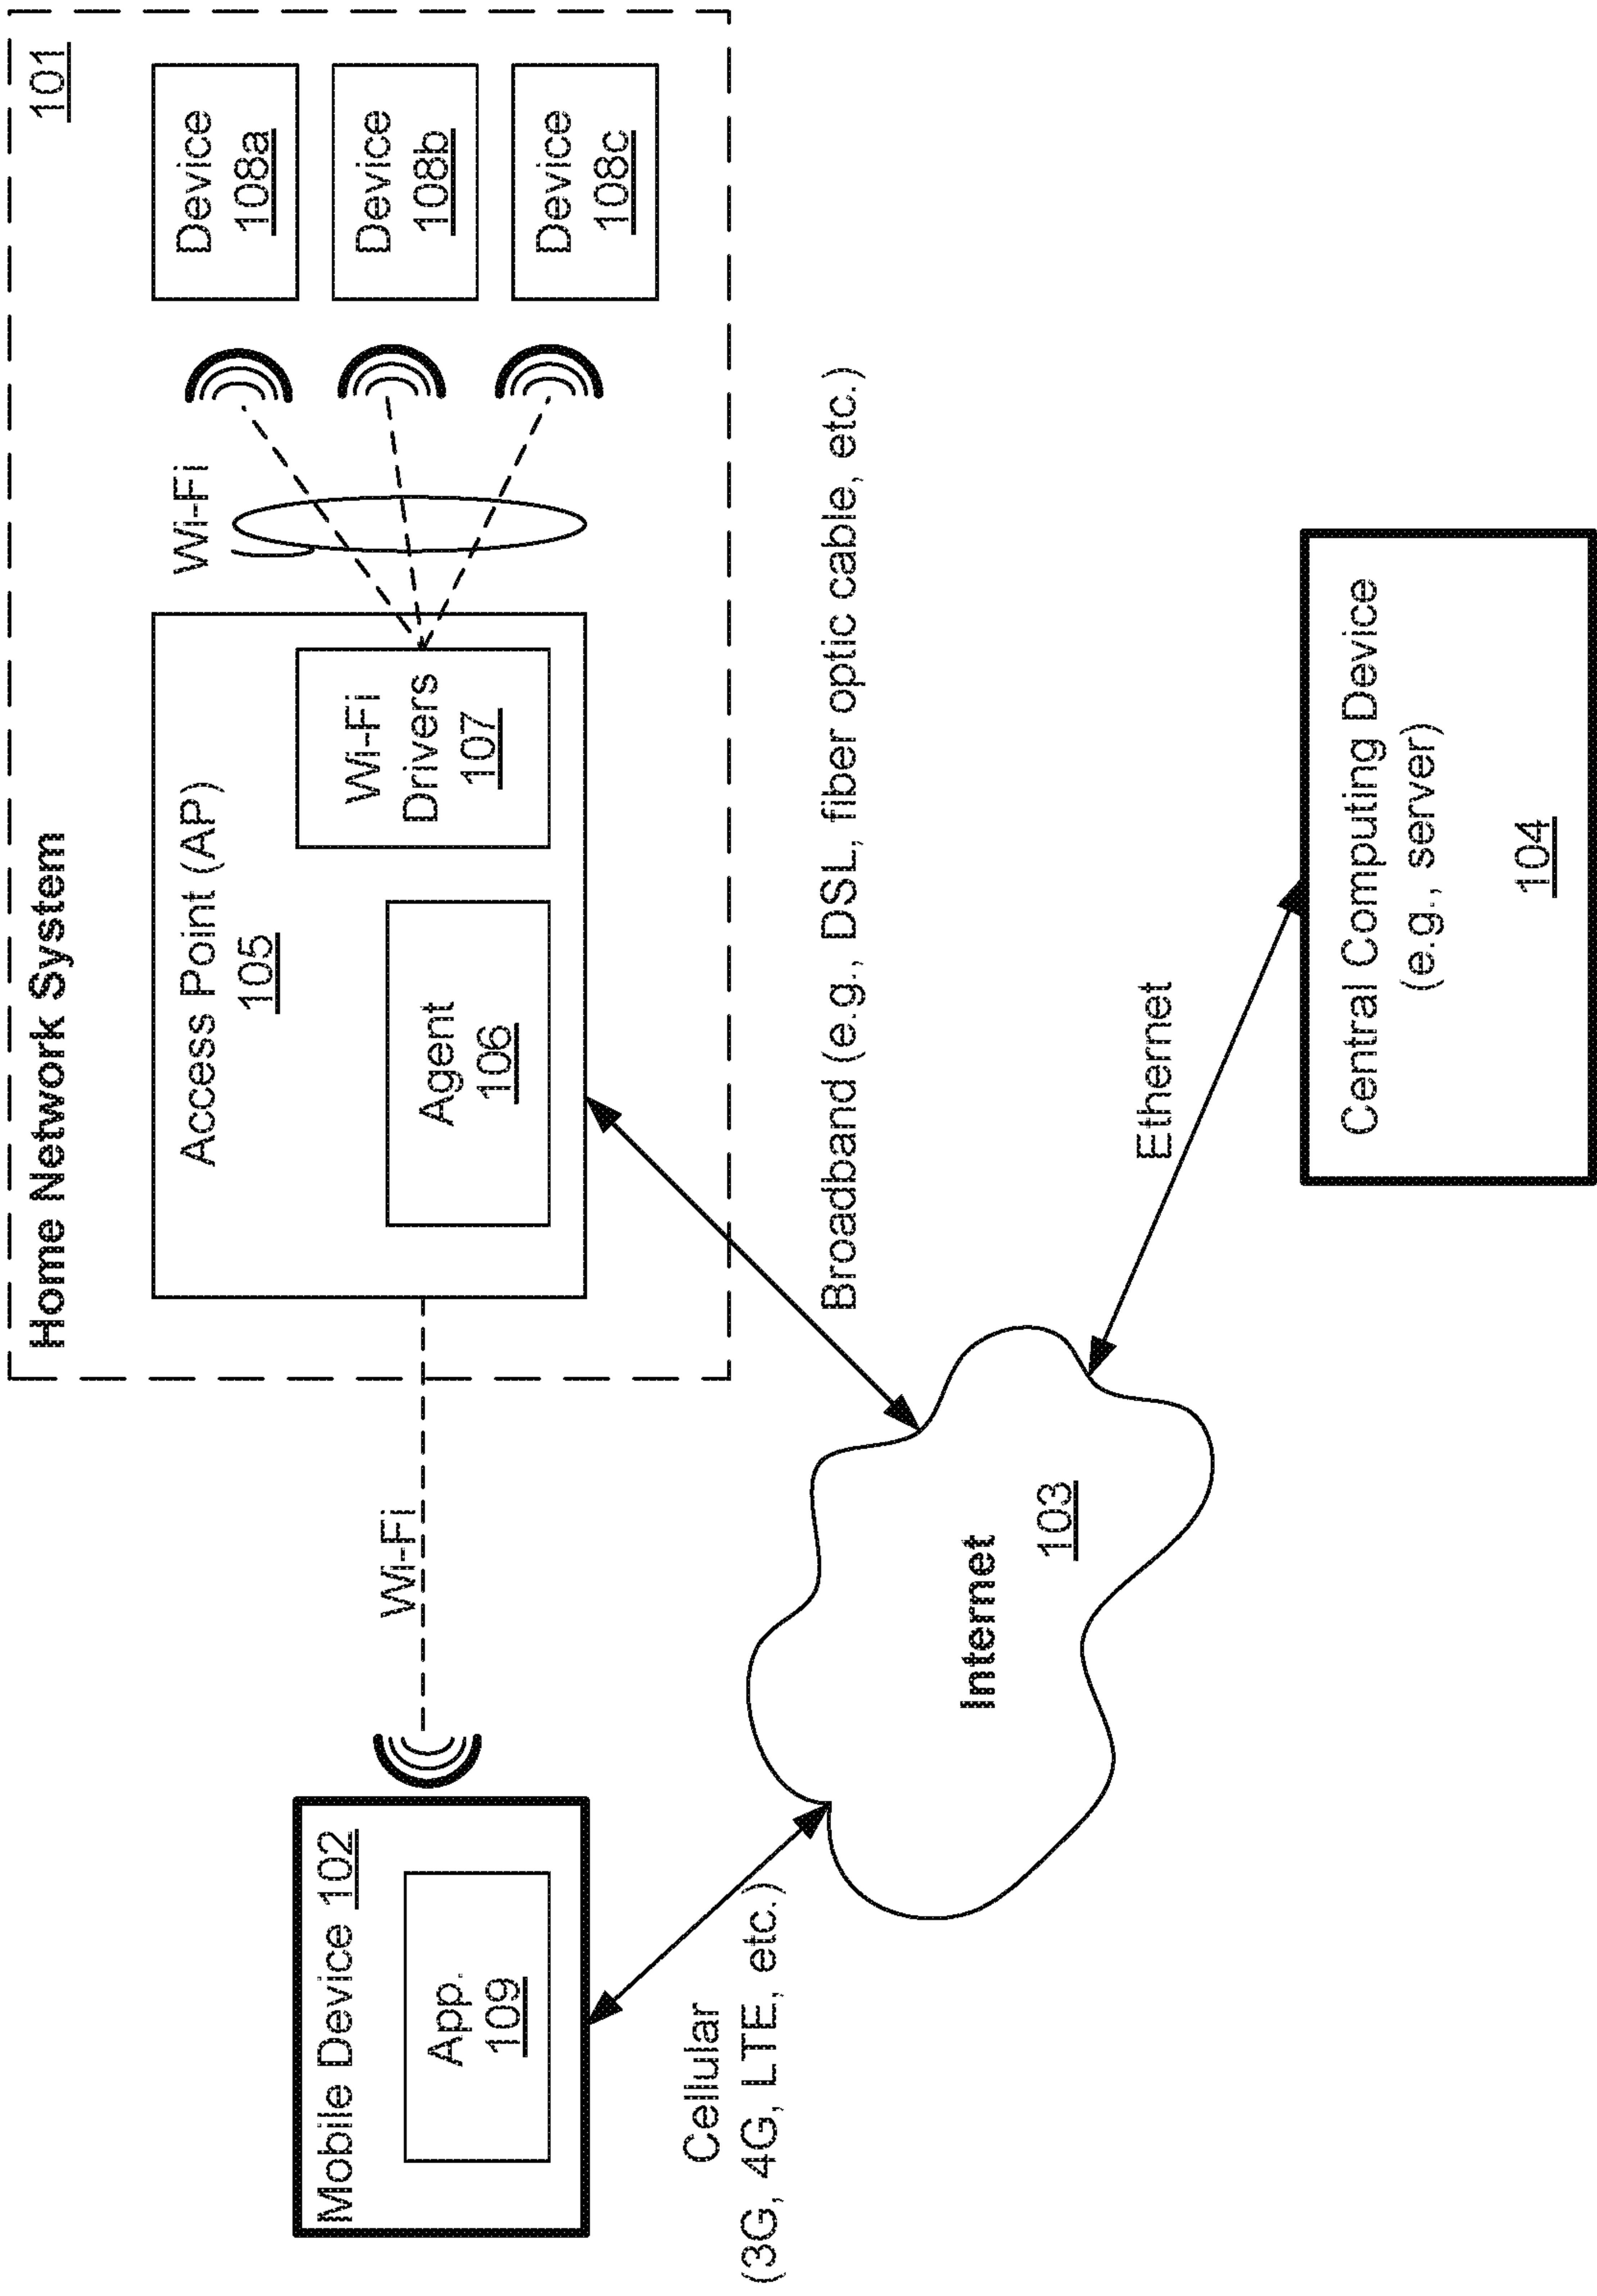 Home Network System
101
Access Point (AP)
105
Agent
106
Wi-Fi
Drivers
107
Wi-Fi
Device
108a
Device
108b
Device
108c
Wi-Fi
Mobile Device 102
App.
109
Cellular
(3G, 4G, LTE, etc.)
Broadband (e.g., DSL, fiber optic cable, etc.)
Internet
103
Ethernet
Central Computing Device
(e.g., server)
104